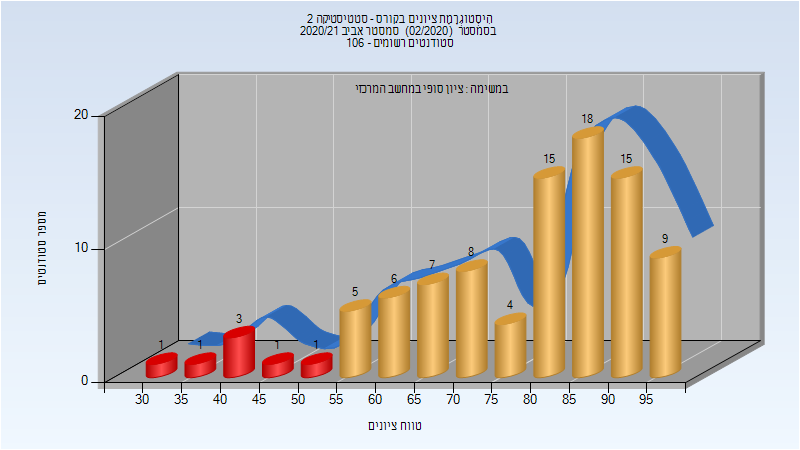 היסטוגרמת ציונים בקורס - סטטיסטיקה 2
בסמסטר (02/2020) סמסטר אביב 2020/21
סטודנטים רשומים - 106
במשימה : ציון סופי במחשב המרכזי
מספר סטודנטים
20
10
0
1
1
3
1
1
5
6
7
8
4
15
18
15
9
30 35 40 45 50 55 60 65 70 75 80 85 90 95
טווח ציונים